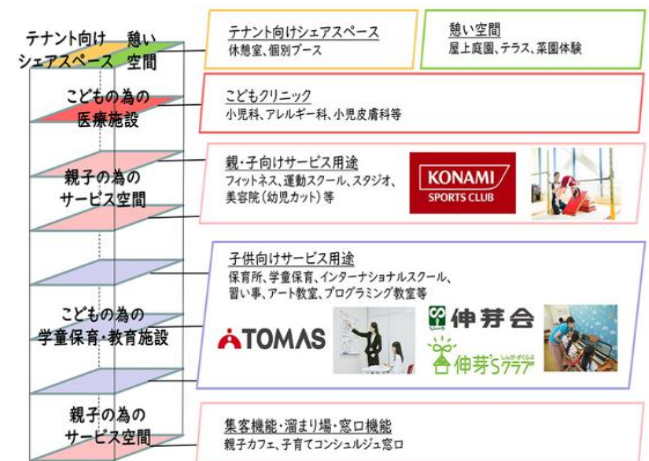 テナント向け
シェアスペース
憩い
空間
テナント向けシェアスペース
休憩室、個別ブース
憩い空間
屋上庭園、テラス、菜園体験
こどもの為の
医療施設
こどもクリニック
小児科、アレルギー科、小児皮膚科等
親子の為の
サービス空間
親・子向けサービス用途
フィットネス、運動スクール、スタジオ、
美容院(幼児カット)等
KONAMI
SPORTS CLUB
こどもの為の
学童保育・教育施設
子供向けサービス用途
保育所、学童保育、インターナショナルスクール、
習い事、アート教室、プログラミング教室等
TOMAS
伸芽会
伸芽'Sクラブ
親子の為の
サービス空間
集客機能・溜まり場・窓口機能
親子カフェ、子育てコンシェルジュ窓口